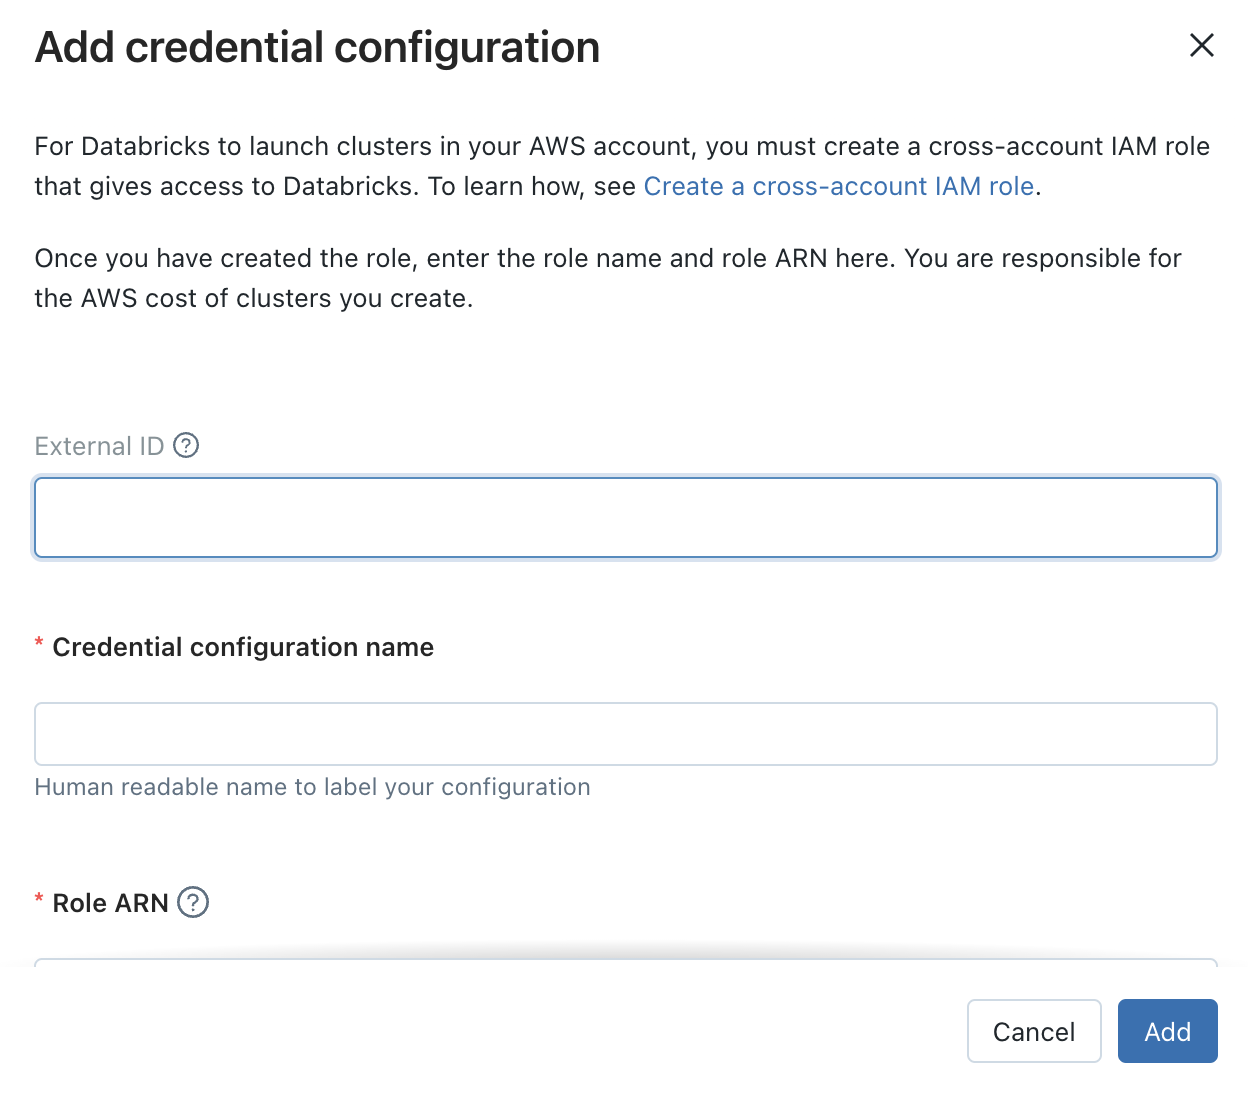 Add credential configuration
For Databricks to launch clusters in your AWS account, you must create a cross-account IAM role
that gives access to Databricks. To learn how, see Create a cross-account IAM role.
Once you have created the role, enter the role name and role ARN here. You are responsible for
the AWS cost of clusters you create.
External ID ?
* Credential configuration name
Human readable name to label your configuration
* Role ARN ?
Cancel Add